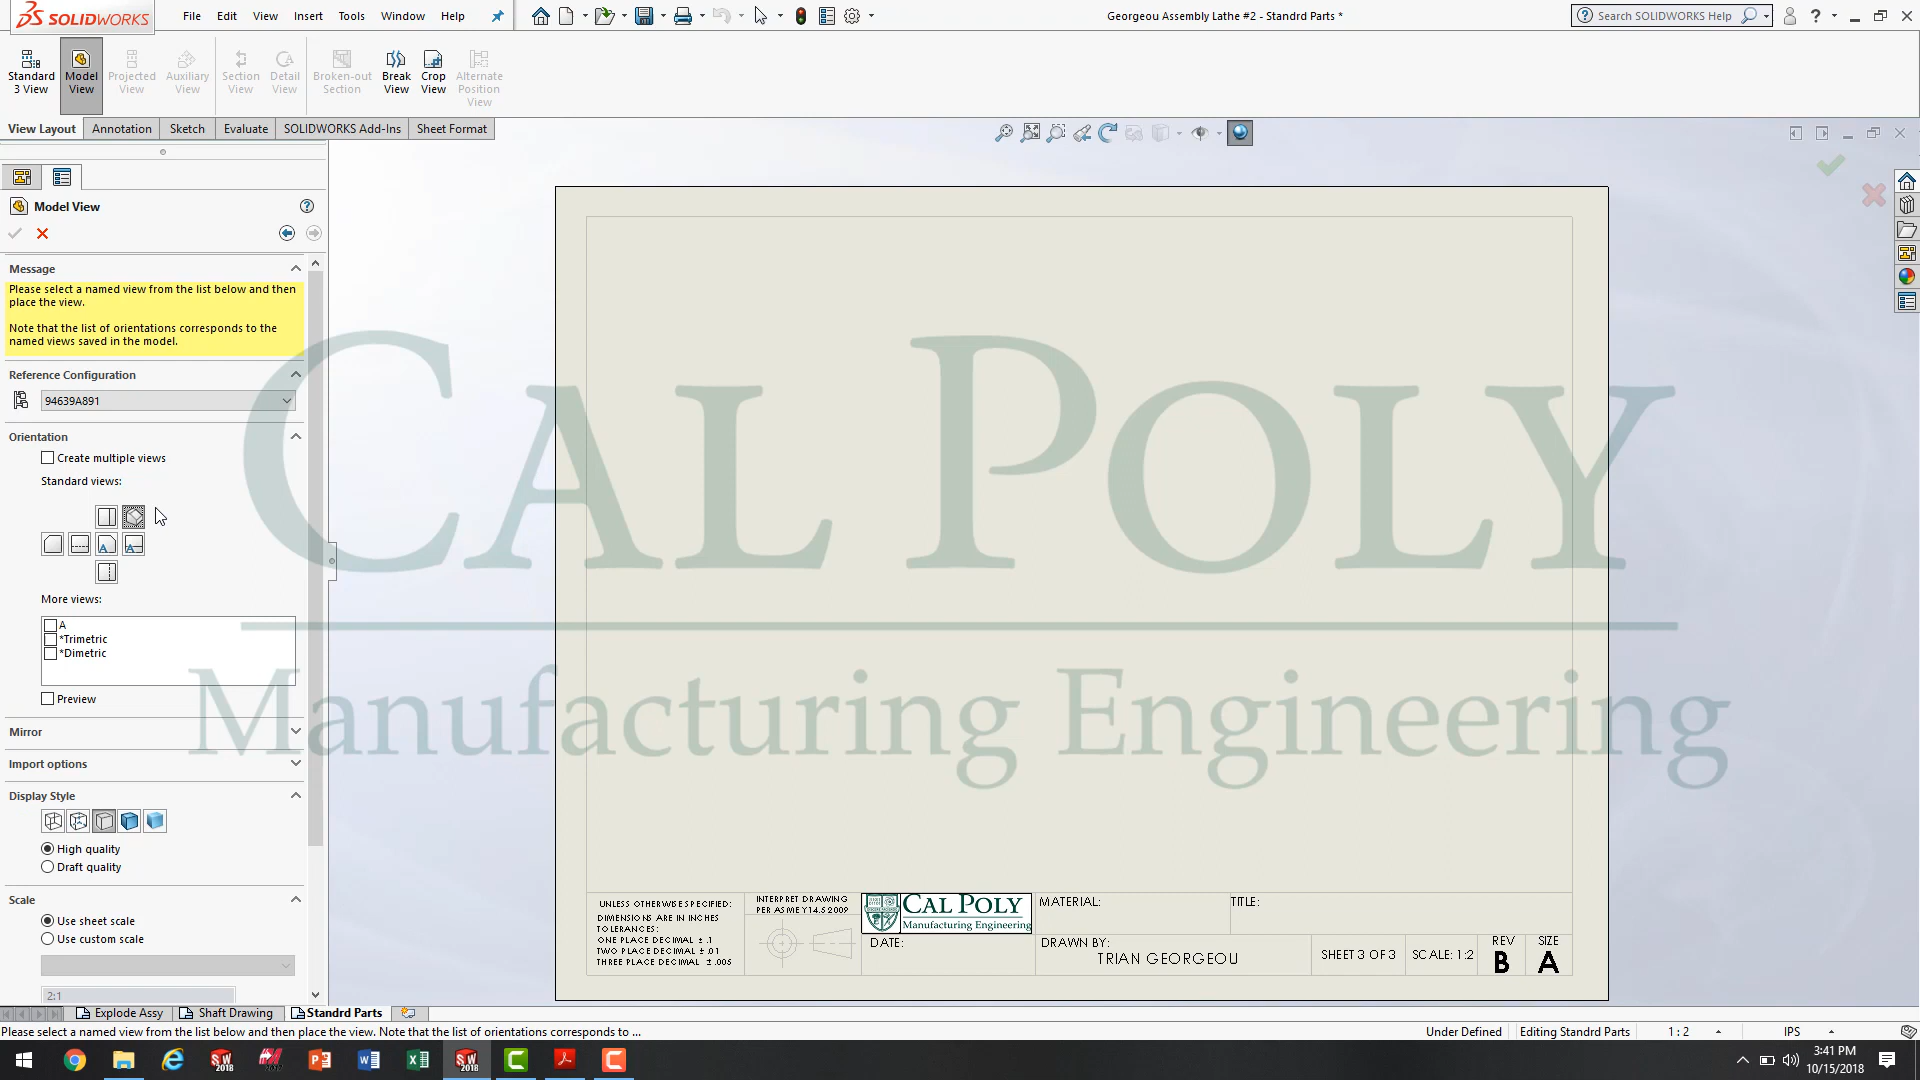 SOLIDWORKS
File Edit View Insert Tools Window Help
Georgeou Assembly Lathe #2 - Standrd Parts *
Search SOLIDWORKS Help
Standard 3 View
Model View
Projected View
Auxiliary View
Section View
Detail View
Broken-out Section
Break View
Crop View
Alternate Position View
View Layout Annotation Sketch Evaluate SOLIDWORKS Add-Ins Sheet Format
Model View
Message
Please select a named view from the list below and then
place the view.
Note that the list of orientations corresponds to the
named views saved in the model.
Reference Configuration
94639A891
Orientation
Create multiple views
Standard views:
More views:
A
*Trimetric
*Dimetric
Preview
Mirror
Import options
Display Style
High quality
Draft quality
Scale
Use sheet scale
Use custom scale
2:1
CAL POLY
Manufacturing Engineering
UNLESS OTHERWISE SPECIFIED:
DIMENSIONS ARE IN INCHES
TOLERANCES:
ONE PLACE DECIMAL ± .1
TWO PLACE DECIMAL ± .01
THREE PLACE DECIMAL ± .005
INTERPRET DRAWING
PER ASME Y14.5 2009
CAL POLY
Manufacturing Engineering
DATE:
MATERIAL:
TITLE:
DRAWN BY:
TRIAN GEORGEOU
SHEET 3 OF 3
SCALE: 1:2
REV
B
SIZE
A
Explode Assy Shaft Drawing Standrd Parts
Please select a named view from the list below and then place the view. Note that the list of orientations corresponds to ...
Under Defined Editing Standrd Parts 1 : 2 IPS
3:41 PM
10/15/2018